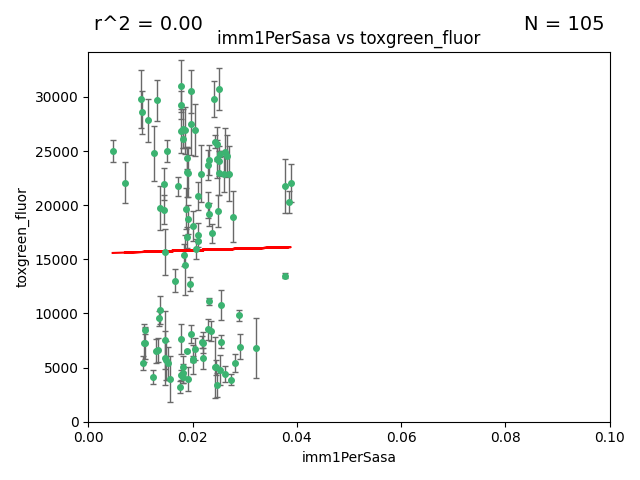 r^2 = 0.00
N = 105
imm1PerSasa vs toxgreen_fluor
toxgreen_fluor
30000
25000
20000
15000
10000
5000
0
0.00 0.02 0.04 0.06 0.08 0.10
imm1PerSasa